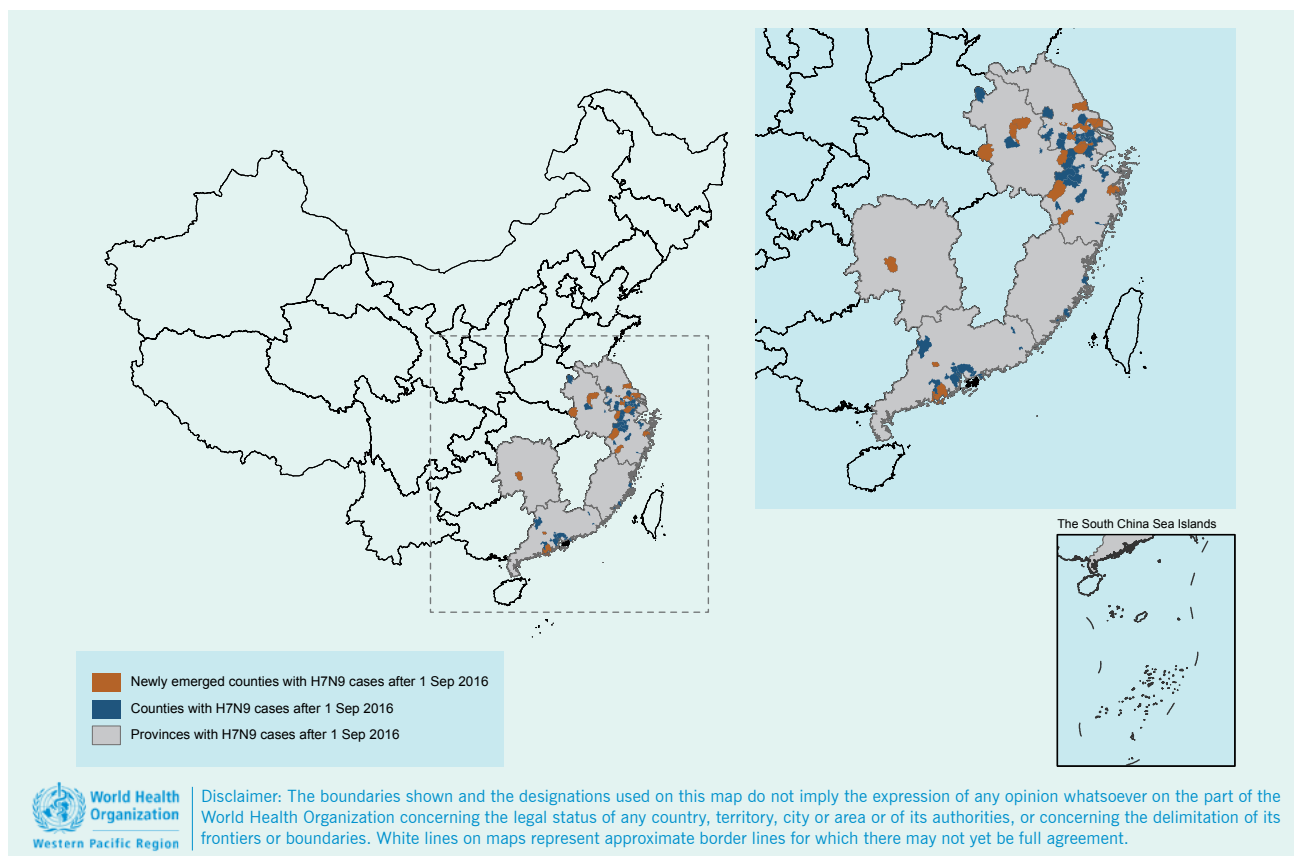 The South China Sea Islands
Newly emerged counties with H7N9 cases after 1 Sep 2016
Counties with H7N9 cases after 1 Sep 2016
Provinces with H7N9 cases after 1 Sep 2016
World Health
Organization
Western Pacific Region
Disclaimer: The boundaries shown and the designations used on this map do not imply the expression of any opinion whatsoever on the part of the
World Health Organization concerning the legal status of any country, territory, city or area or of its authorities, or concerning the delimitation of its
frontiers or boundaries. White lines on maps represent approximate border lines for which there may not yet be full agreement.